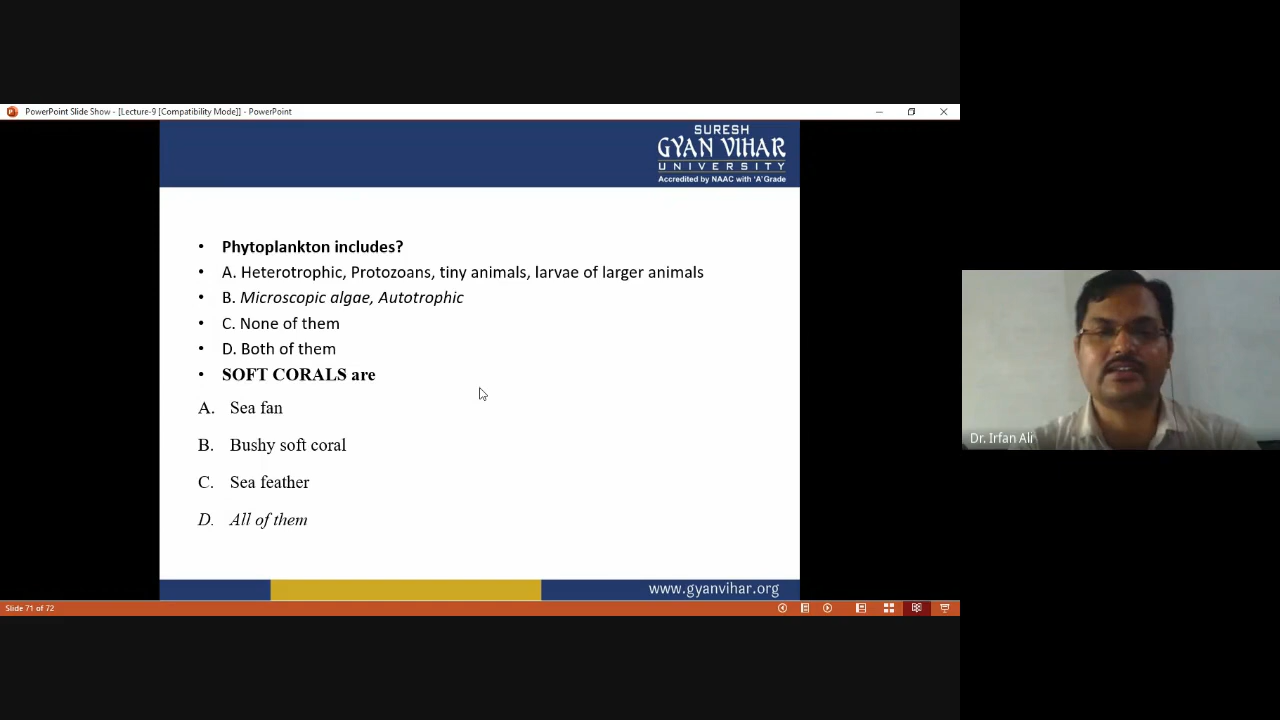 PowerPoint Slide Show - [Lecture-9 [Compatibility Mode]] - PowerPoint
SURESH
GYAN VIHAR
UNIVERSITY
Accredited by NAAC with 'A' Grade
• Phytoplankton includes?
• A. Heterotrophic, Protozoans, tiny animals, larvae of larger animals
• B. Microscopic algae, Autotrophic
• C. None of them
• D. Both of them
• SOFT CORALS are
A. Sea fan
B. Bushy soft coral
C. Sea feather
D. All of them
www.gyanvihar.org
Slide 71 of 72
Dr. Irfan Ali